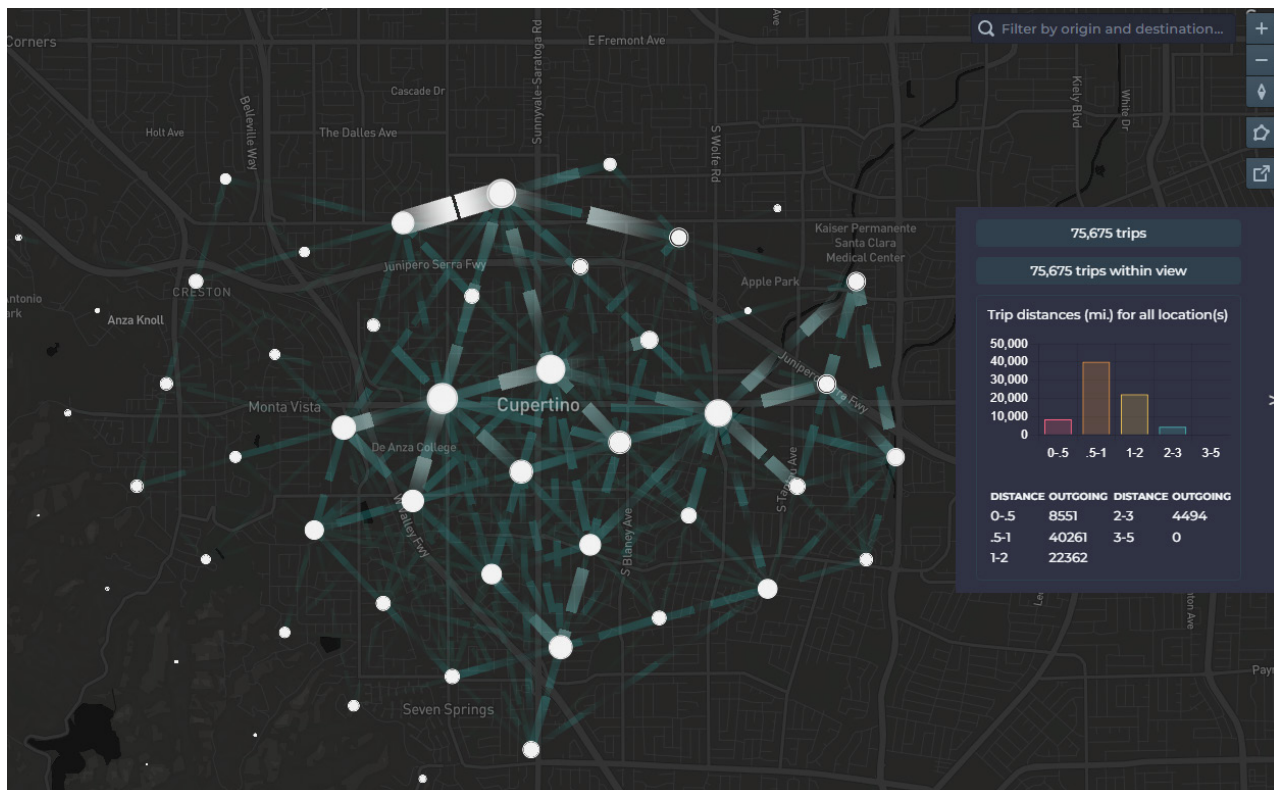 Corners
E Fremont Ave
Sunnyvale-Saratoga Rd
Ave
Filter by origin and destination...
Cascade Dr
Belleville Way
Holt Ave
The Dalles Ave
S Wolfe Rd
Kiely Blvd
White Dr
Kaiser Permanente
Santa Clara
Medical Center
Junipero Serra Fwy
Apple Park
CRESTON
Antonio
ark
Anza Knoll
Junipero Serra Fwy
Monta Vista
Cupertino
De Anza College
W Valley Fwy
S Blaney Ave
S Tantau Ave
Seven Springs
75,675 trips
75,675 trips within view
Trip distances (mi.) for all location(s)
50,000
40,000
30,000
20,000
10,000
0
0-.5 .5-1 1-2 2-3 3-5
DISTANCE OUTGOING DISTANCE OUTGOING
0-.5 8551 2-3 4494
.5-1 40261 3-5 0
1-2 22362
nton Ave
Payn